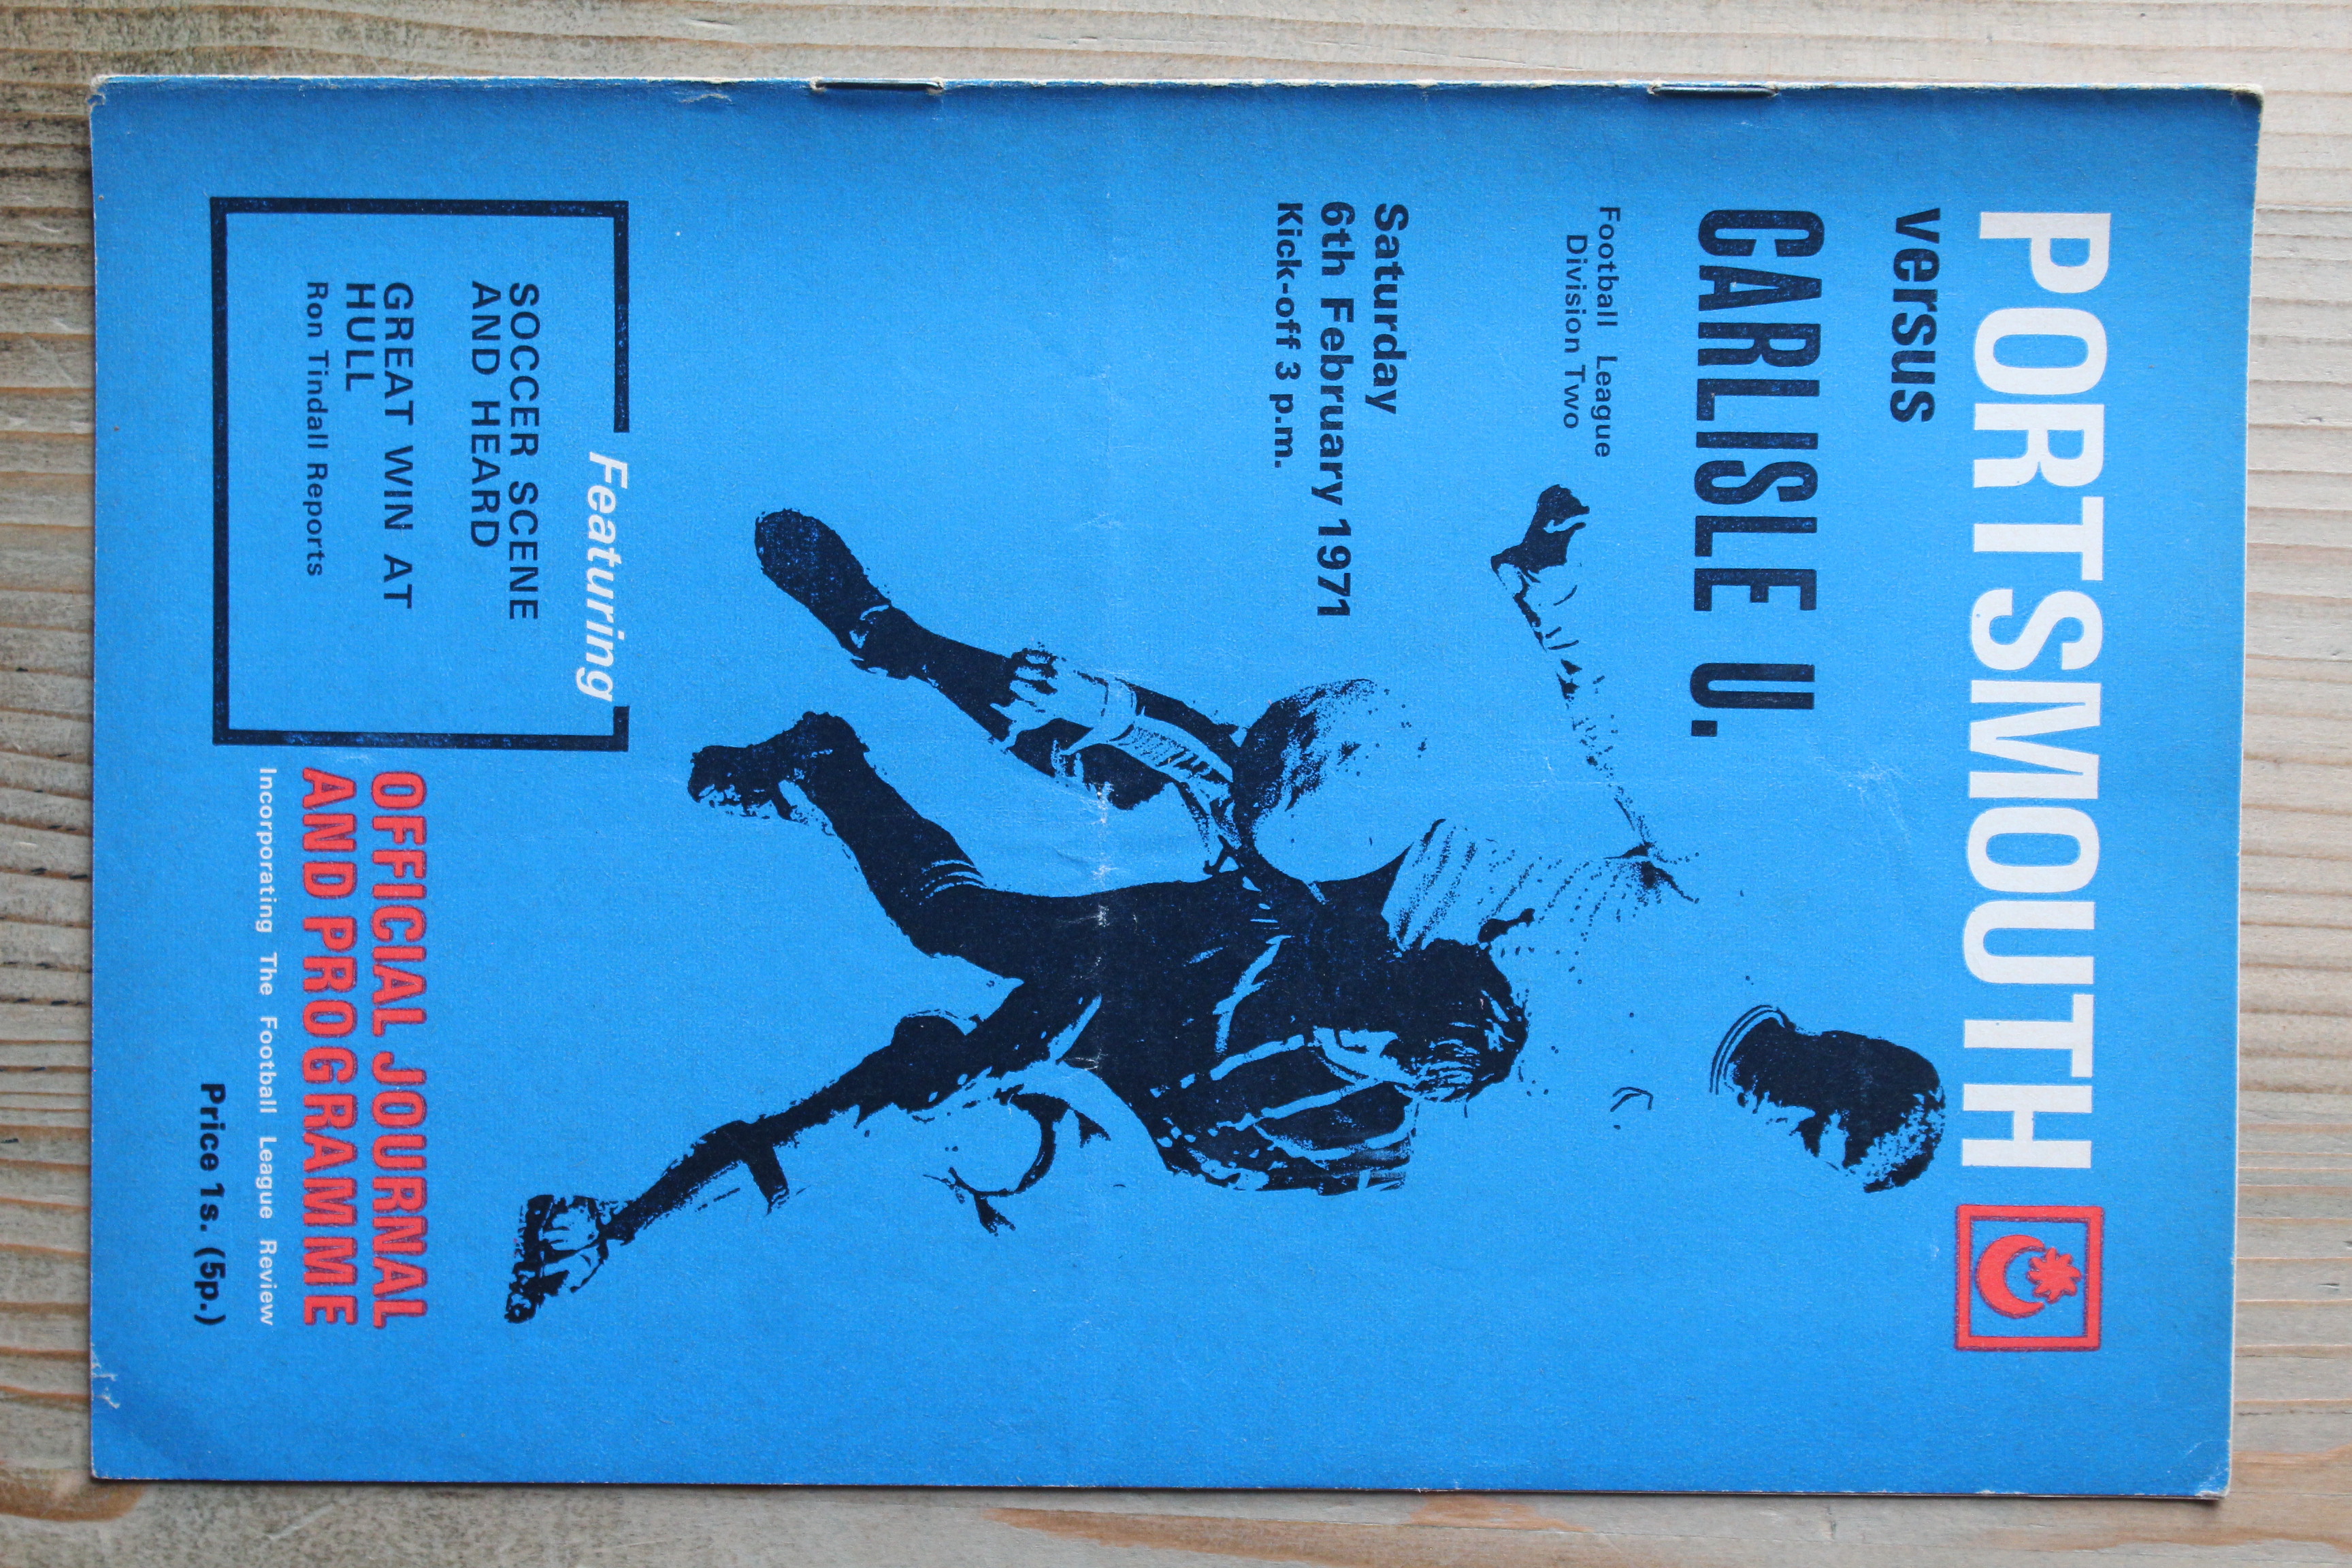 PORTSMOUTH
versus
CARLISLE U.
Football League
Division Two
Saturday
6th February 1971
Kick-off 3 p.m.
Featuring
SOCCER SCENE
AND HEARD
GREAT WIN AT
HULL
Ron Tindall Reports
OFFICIAL JOURNAL
AND PROGRAMME
Incorporating The Football League Review
Price 1s. (5p.)